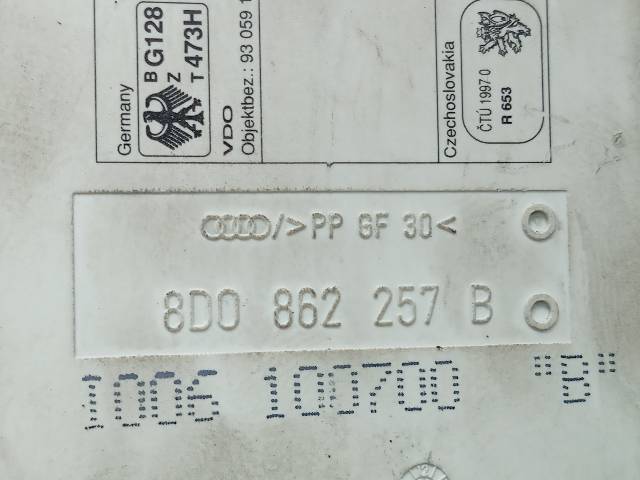 Germany
B G128
Z
T 473H
VDO
Objektbez.: 93 059 1
Czechoslovakia
ČTÚ 1997 0
R 653
/>PP GF 30<
8D0 862 257 B
1006 100700 "B"